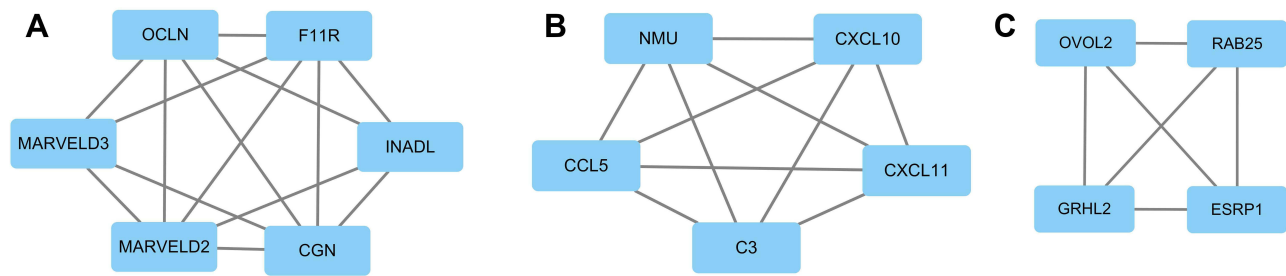 A
OCLN
F11R
MARVELD3
INADL
MARVELD2
CGN
B
NMU
CXCL10
CCL5
CXCL11
C3
C
OVOL2
RAB25
GRHL2
ESRP1